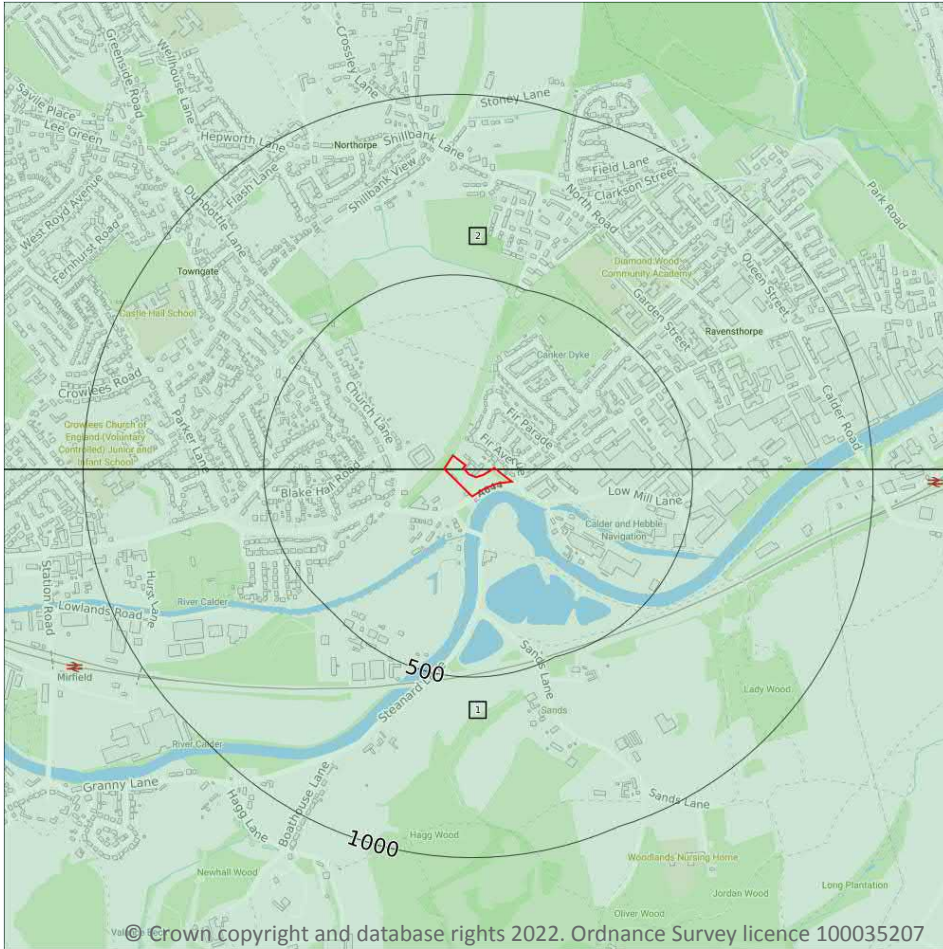 Greenside Road
Wellhouse Lane
Crossley Lane
Stoney Lane
Savile Place
Lee Green
Hepworth Lane
Northorpe
Shillbank Lane
Flash Lane
Shillbank View
Field Lane
Clarkson Street
North Road
Park Road
West Royd Avenue
Dunbottle Lane
Fernhurst Road
2
Towngate
Diamond Wood
Community Academy
Queen Street
Castle Hall School
Garden Street
Ravensthorpe
Canker Dyke
Crowlees Road
Church Lane
Calder Road
Parker Lane
Fir Parade
Crowlees Church of
England (Voluntary
Controlled) Junior and
Infant School
Fir Avenue
Blake Hall Road
A644
Low Mill Lane
Calder and Hebble
Navigation
Station Road
Hurst Lane
River Calder
Lowlands Road
Mirfield
500
Sands Lane
Steanard Lane
Lady Wood
1
Sands
River Calder
Granny Lane
Hagg Lane
Boathouse Lane
Sands Lane
1000
Hagg Wood
Woodlands Nursing Home
Newhall Wood
Jordan Wood
Long Plantation
Oliver Wood
© Crown copyright and database rights 2022. Ordnance Survey licence 100035207